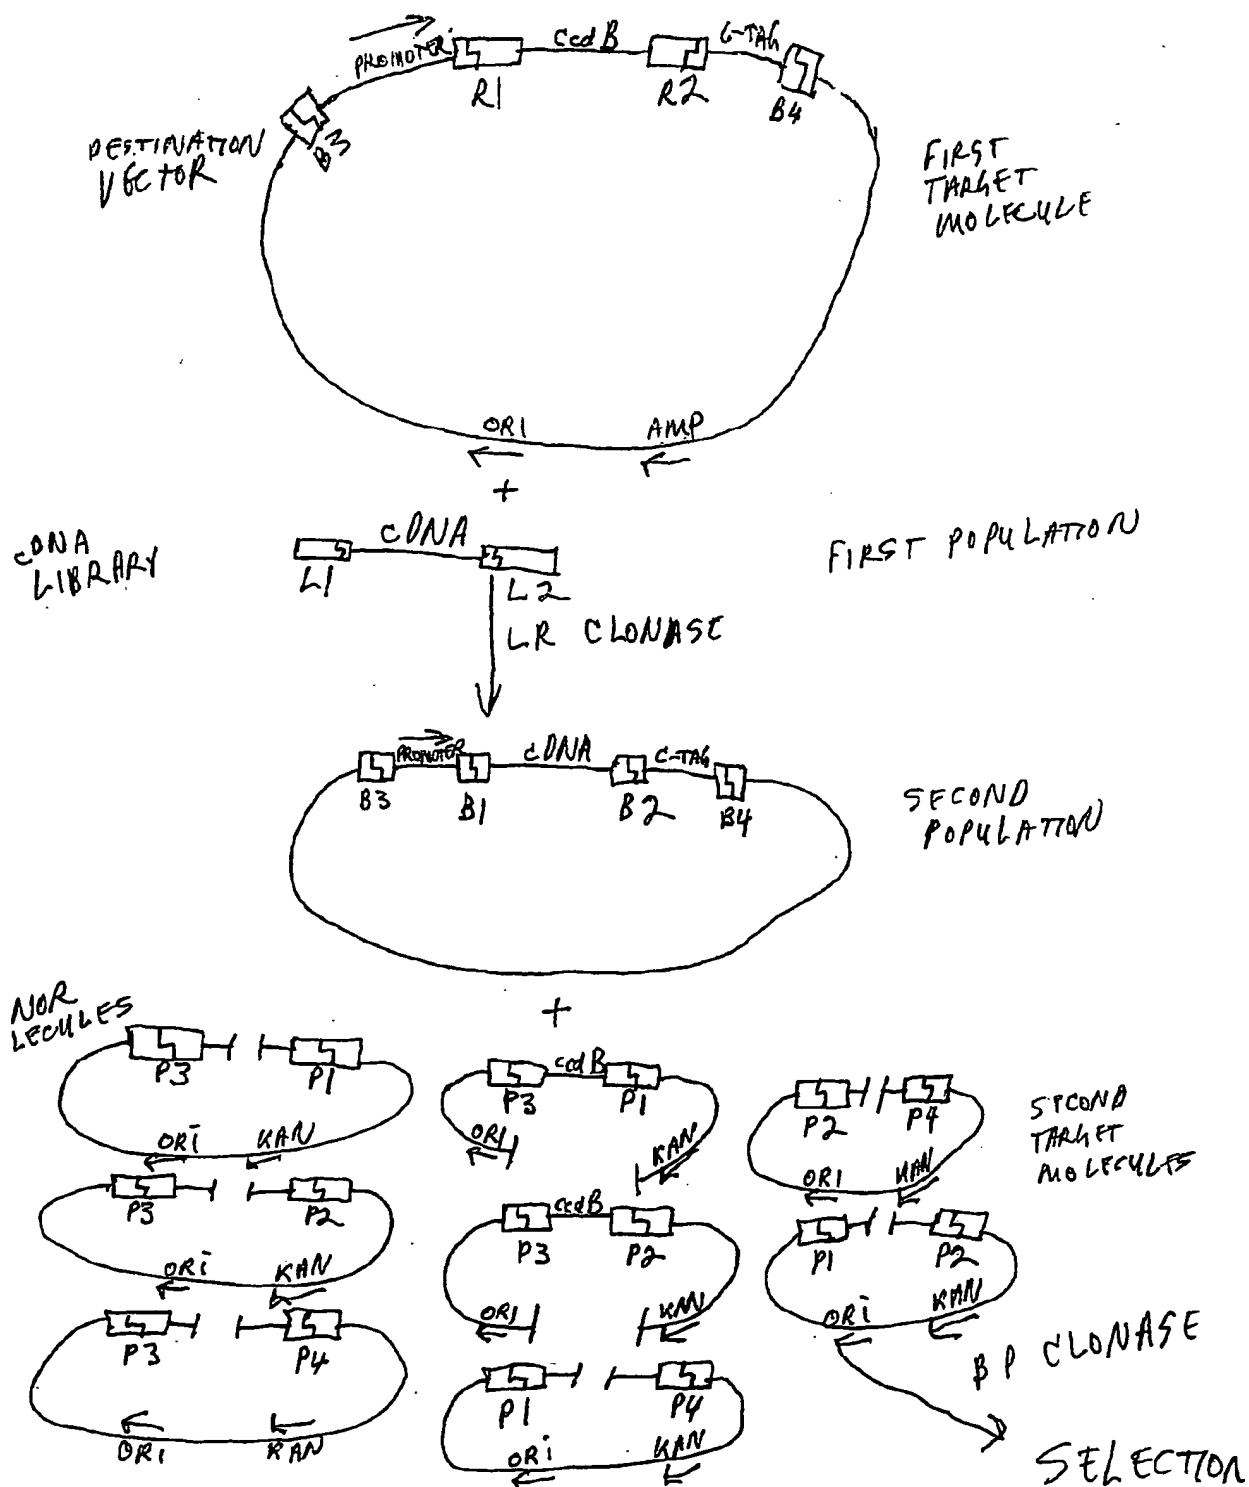 PROMOTER
CcdB
C-TAG
R1
R2
B4
B3
DESTINATION
VECTOR
FIRST
TARGET
MOLECULE
ORI
AMP
+
cDNA
LIBRARY
cDNA
L1
L2
FIRST POPULATION
LR CLONASE
PROMOTER
cDNA
C-TAG
B3
B1
B2
B4
SECOND
POPULATION
+
NOR
LECULES
P3
P1
ORI
KAN
P3
P2
ORI
KAN
P3
P4
ORI
KAN
ccdB
P3
P1
ORI
KAN
ccdB
P3
P2
ORI
KAN
P1
P4
ORI
KAN
P2
P4
ORI
KAN
P1
P2
ORI
KAN
SECOND
TARGET
MOLECULES
BP CLONASE
SELECTION